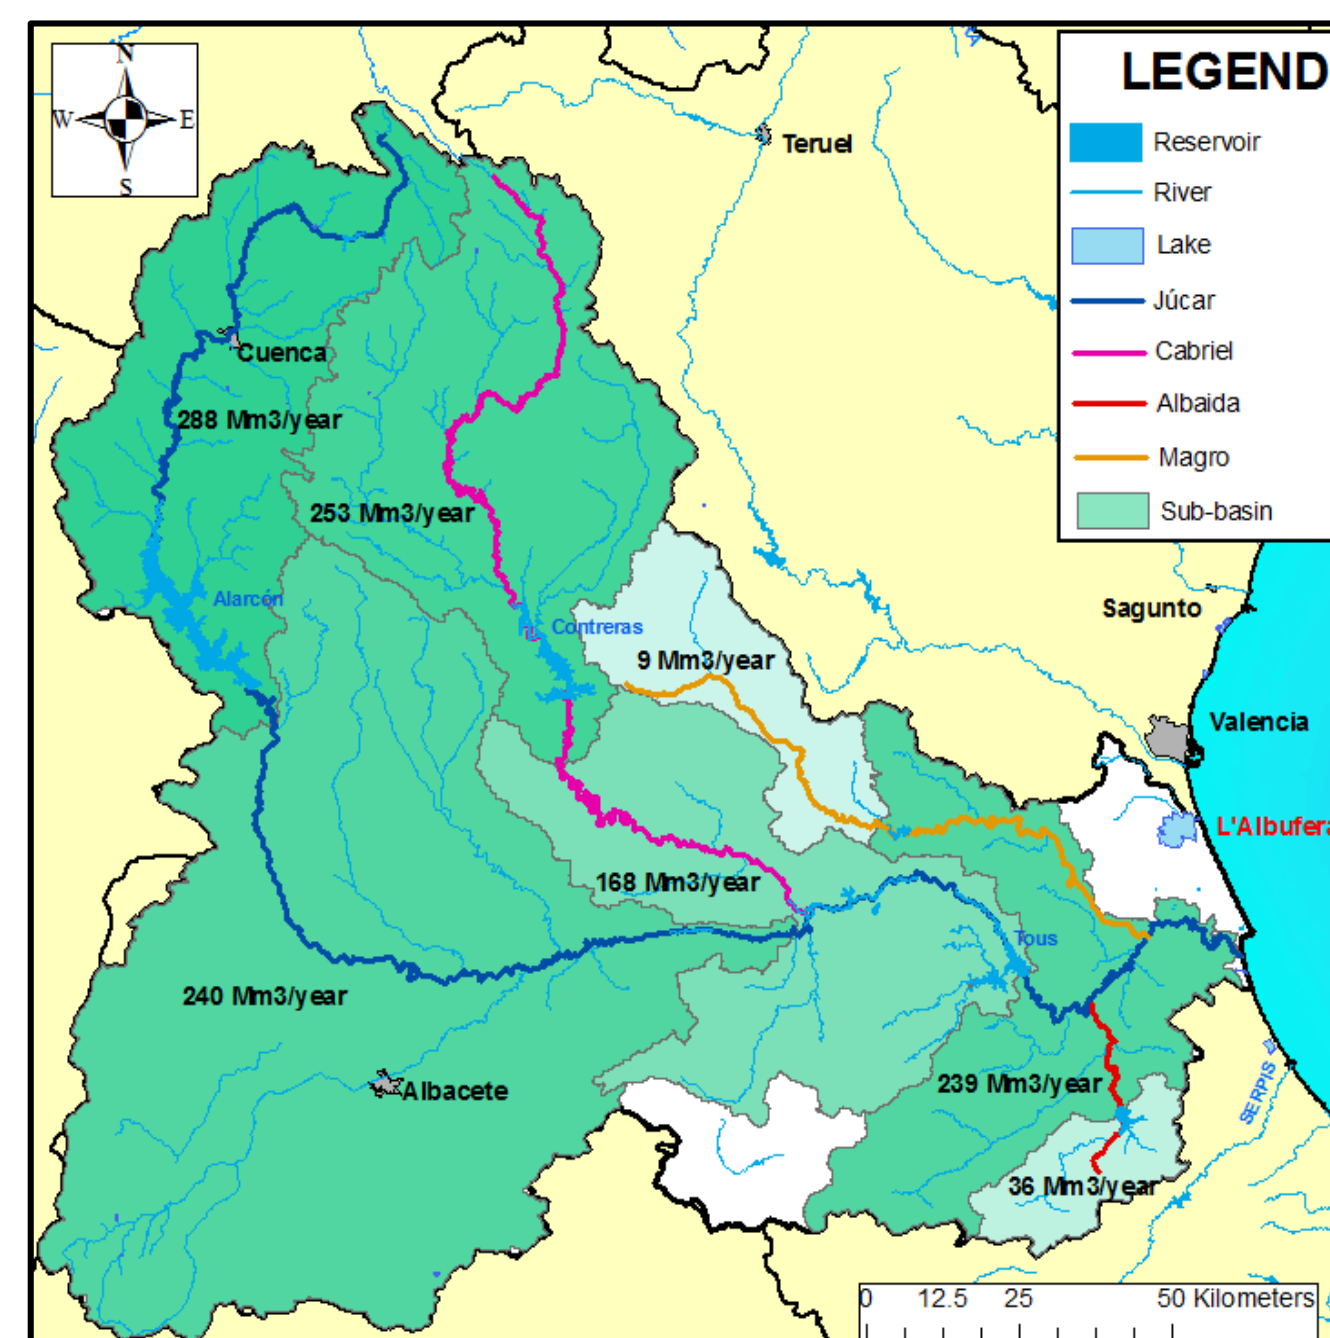 N
W
E
S
LEGEND
Reservoir
River
Lake
Júcar
Cabriel
Albaida
Magro
Sub-basin
Teruel
Cuenca
288 Mm3/year
253 Mm3/year
Alarcón
Contreras
9 Mm3/year
Sagunto
Valencia
L'Albufera
168 Mm3/year
Tous
240 Mm3/year
Albacete
239 Mm3/year
SERPIS
36 Mm3/year
0 12.5 25 50 Kilometers